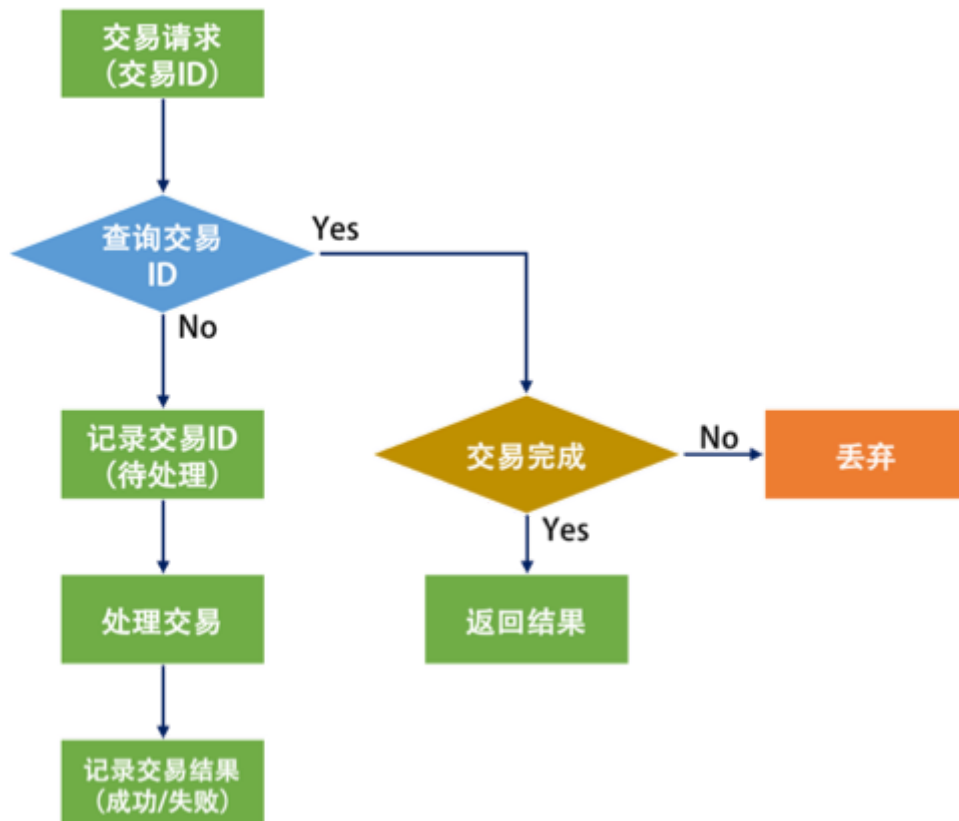 交易请求
(交易ID)
查询交易
ID
Yes
No
记录交易ID
(待处理)
交易完成
No
丢弃
Yes
处理交易
返回结果
记录交易结果
(成功/失败)